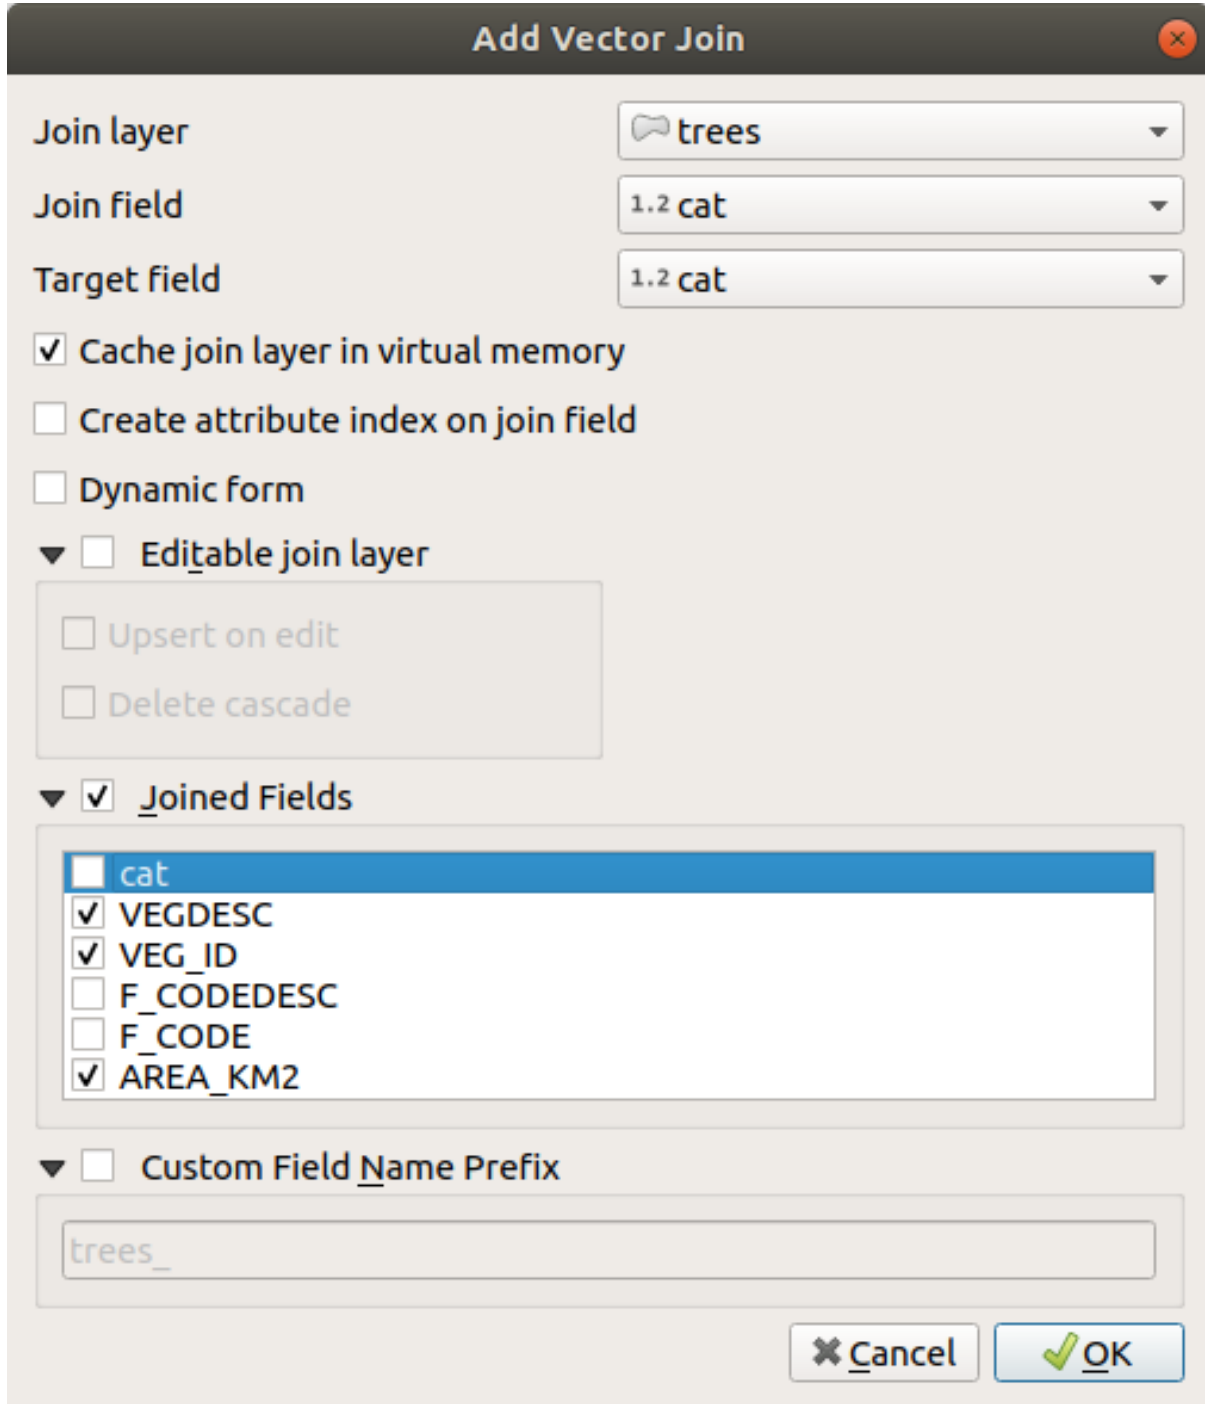 Add Vector Join
Join layer trees
Join field 1.2 cat
Target field 1.2 cat
Cache join layer in virtual memory
Create attribute index on join field
Dynamic form
Editable join layer
Upsert on edit
Delete cascade
Joined Fields
cat
VEGDESC
VEG_ID
F_CODEDESC
F_CODE
AREA_KM2
Custom Field Name Prefix
trees_
Cancel OK